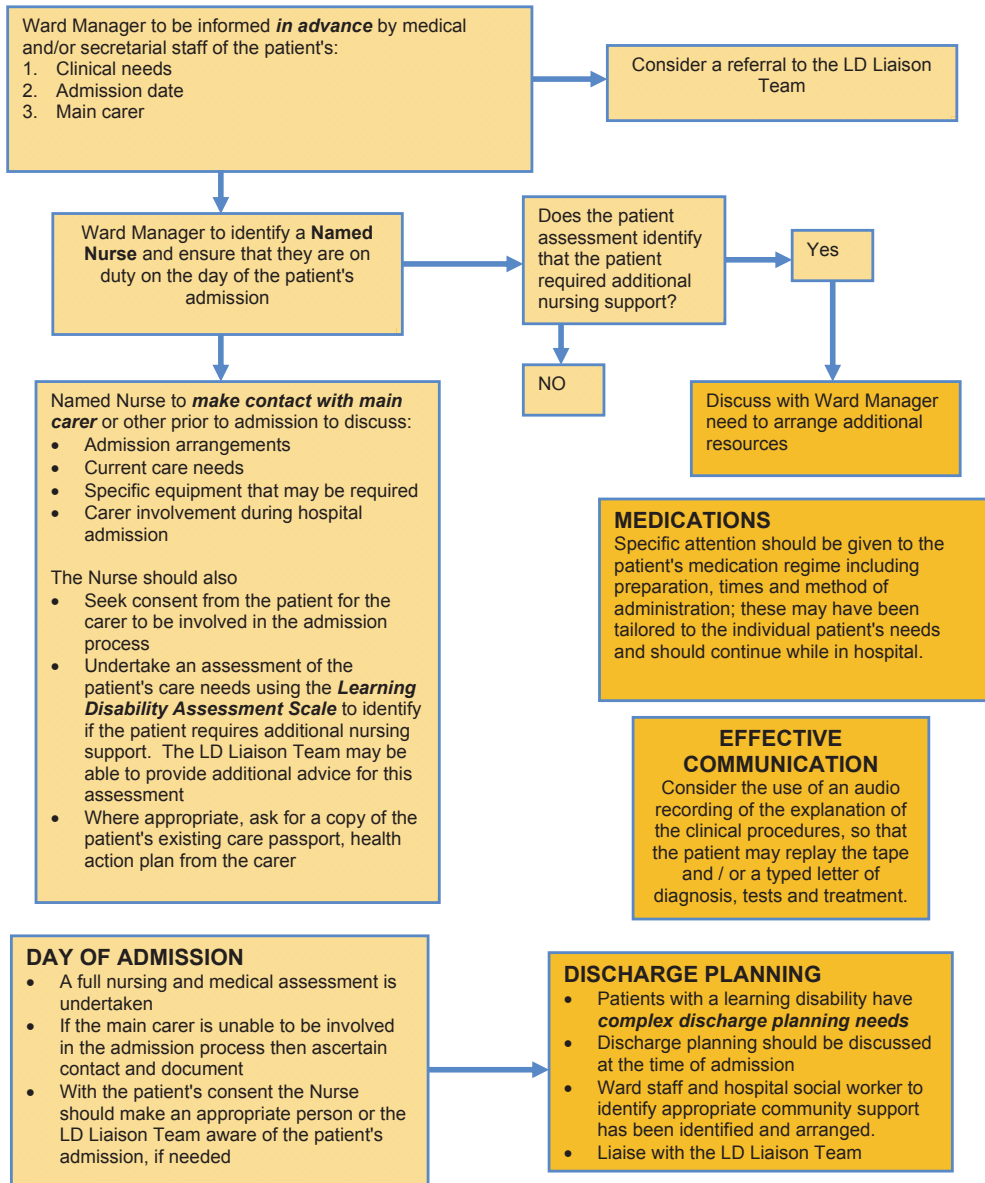 Ward Manager to be informed in advance by medical
and/or secretarial staff of the patient's:
1. Clinical needs
2. Admission date
3. Main carer
Consider a referral to the LD Liaison
Team
Ward Manager to identify a Named
Nurse and ensure that they are on
duty on the day of the patient's
admission
Does the patient
assessment identify
that the patient
required additional
nursing support?
Yes
NO
Discuss with Ward Manager
need to arrange additional
resources
Named Nurse to make contact with main
carer or other prior to admission to discuss:
• Admission arrangements
• Current care needs
• Specific equipment that may be required
• Carer involvement during hospital
admission
The Nurse should also
• Seek consent from the patient for the
carer to be involved in the admission
process
• Undertake an assessment of the
patient's care needs using the Learning
Disability Assessment Scale to identify
if the patient requires additional nursing
support. The LD Liaison Team may be
able to provide additional advice for this
assessment
• Where appropriate, ask for a copy of the
patient's existing care passport, health
action plan from the carer
MEDICATIONS
Specific attention should be given to the
patient's medication regime including
preparation, times and method of
administration; these may have been
tailored to the individual patient's needs
and should continue while in hospital.
EFFECTIVE
COMMUNICATION
Consider the use of an audio
recording of the explanation of
the clinical procedures, so that
the patient may replay the tape
and / or a typed letter of
diagnosis, tests and treatment.
DAY OF ADMISSION
• A full nursing and medical assessment is
undertaken
• If the main carer is unable to be involved
in the admission process then ascertain
contact and document
• With the patient's consent the Nurse
should make an appropriate person or the
LD Liaison Team aware of the patient's
admission, if needed
DISCHARGE PLANNING
• Patients with a learning disability have
complex discharge planning needs
• Discharge planning should be discussed
at the time of admission
• Ward staff and hospital social worker to
identify appropriate community support
has been identified and arranged.
• Liaise with the LD Liaison Team